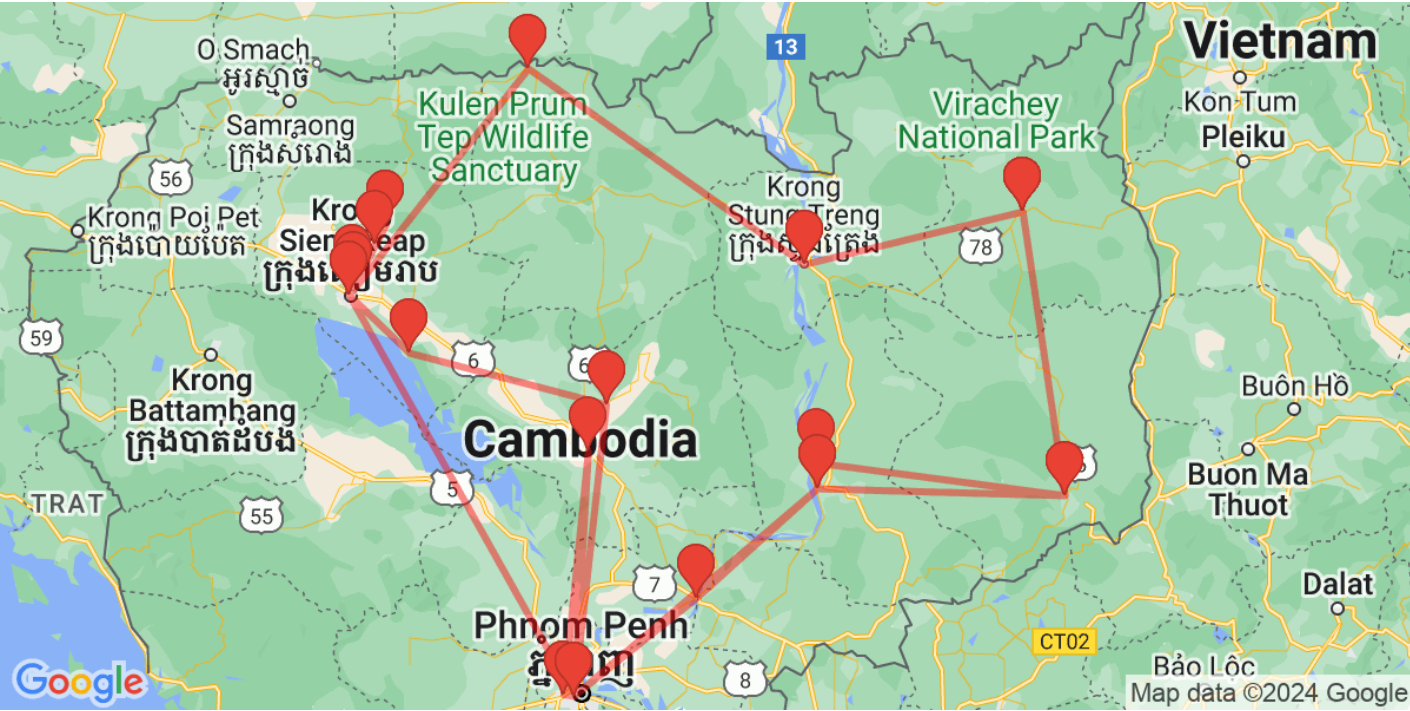 13
Vietnam
O Smach
អូរស្មាច់
Kon Tum
Pleiku
Kulen Prum
Tep Wildlife
Sanctuary
Virachey
National Park
Samraong
ក្រុងសំរោង
56
Krong
Stung Treng
Krong Poi Pet
ក្រុងប៉ោយប៉ែត
78
59
6
Krong
Battambang
ក្រុងបាត់ដំបង
Buôn Hồ
Cambodia
Buon Ma
Thuot
TRAT
5
55
7
Dalat
Phnom Penh
CT02
8
Bảo Lộc
Google
Map data ©2024 Google